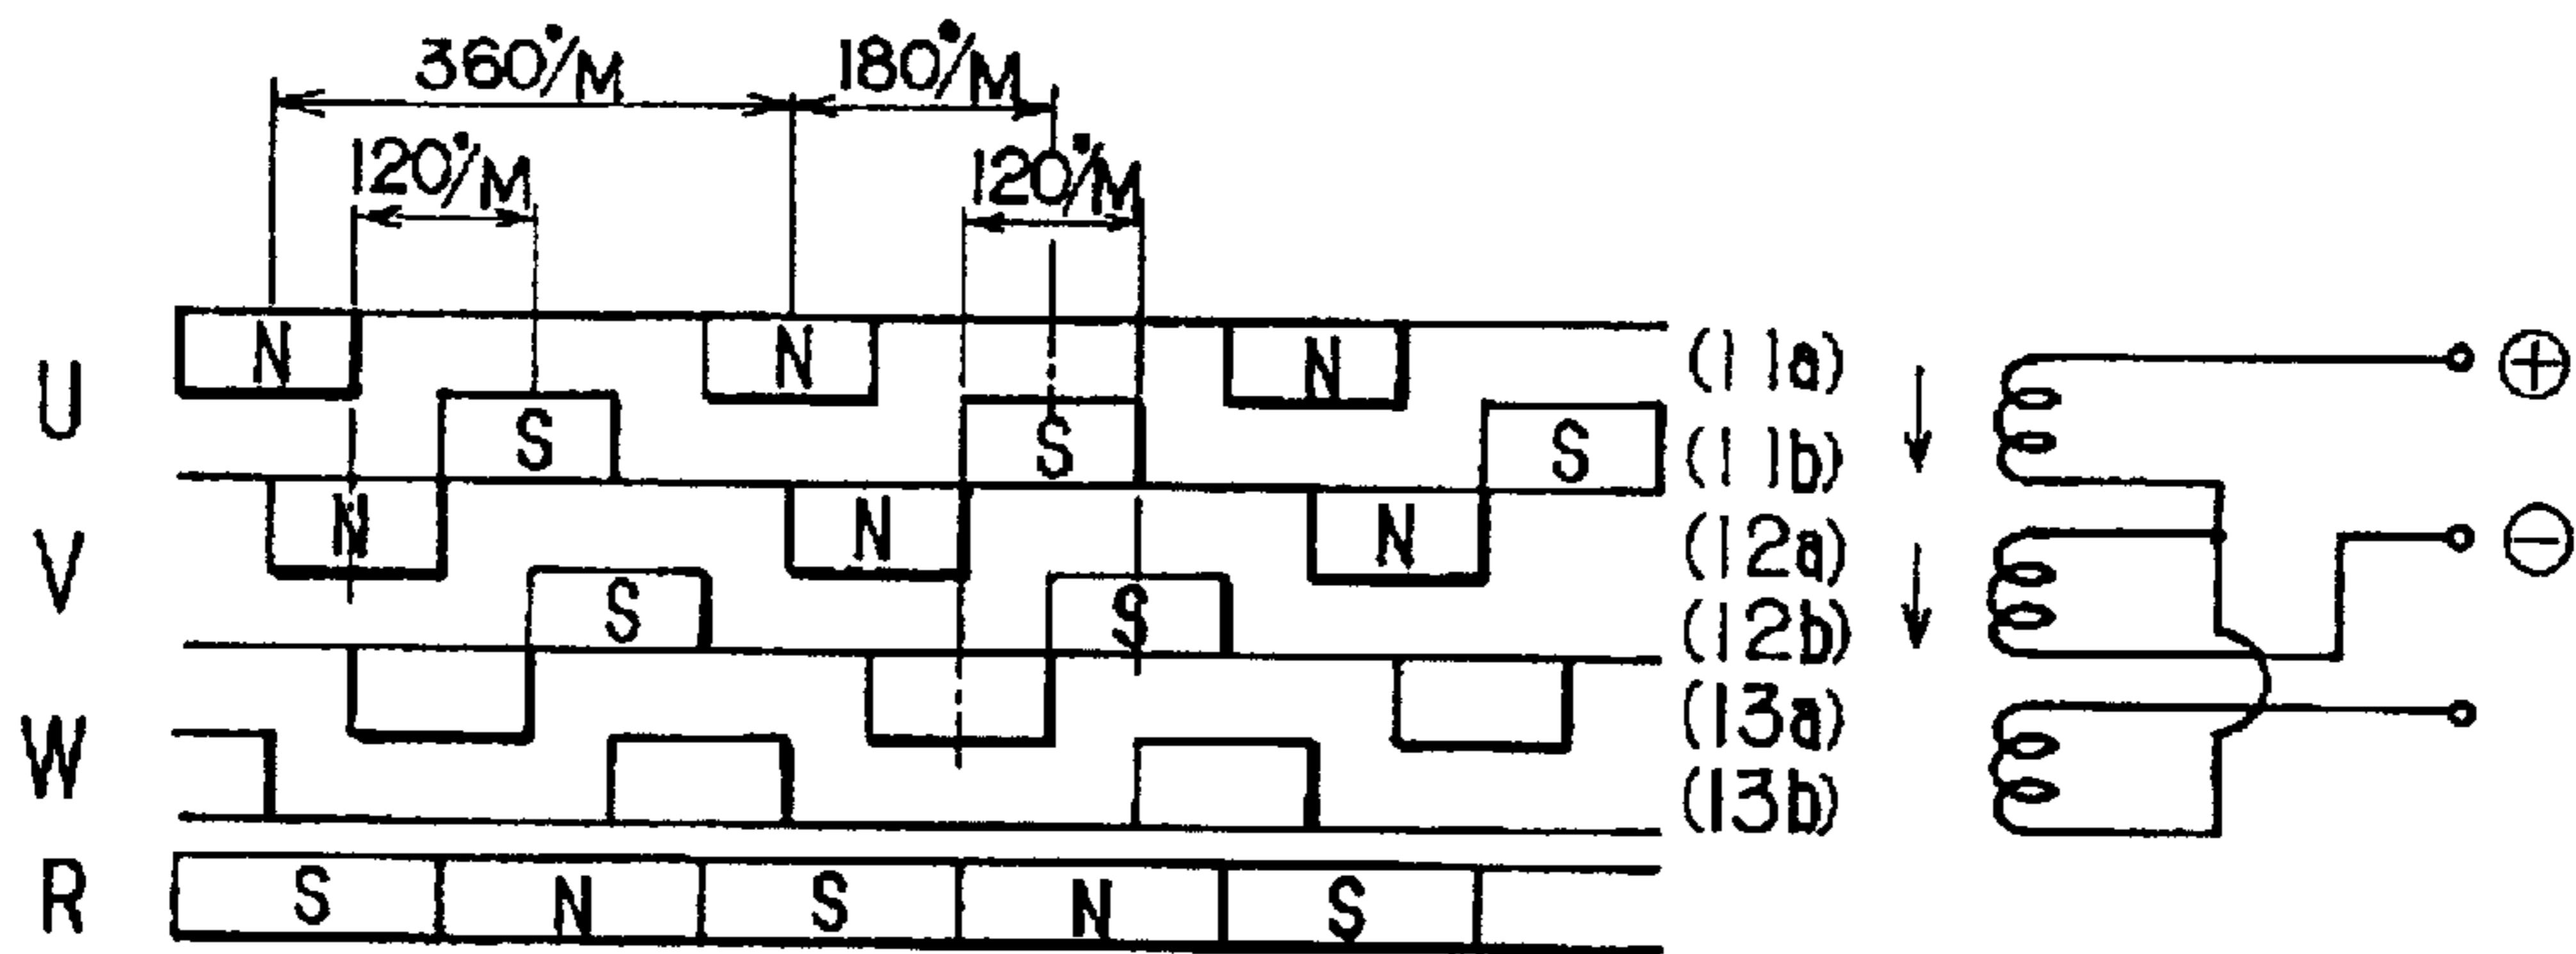 360°/M 180°/M
120°/M 120°/M
U N N N (11a) ⊕
S S S (11b)
V N N N (12a) ⊖
S S (12b)
W (13a)
(13b)
R S N S N S